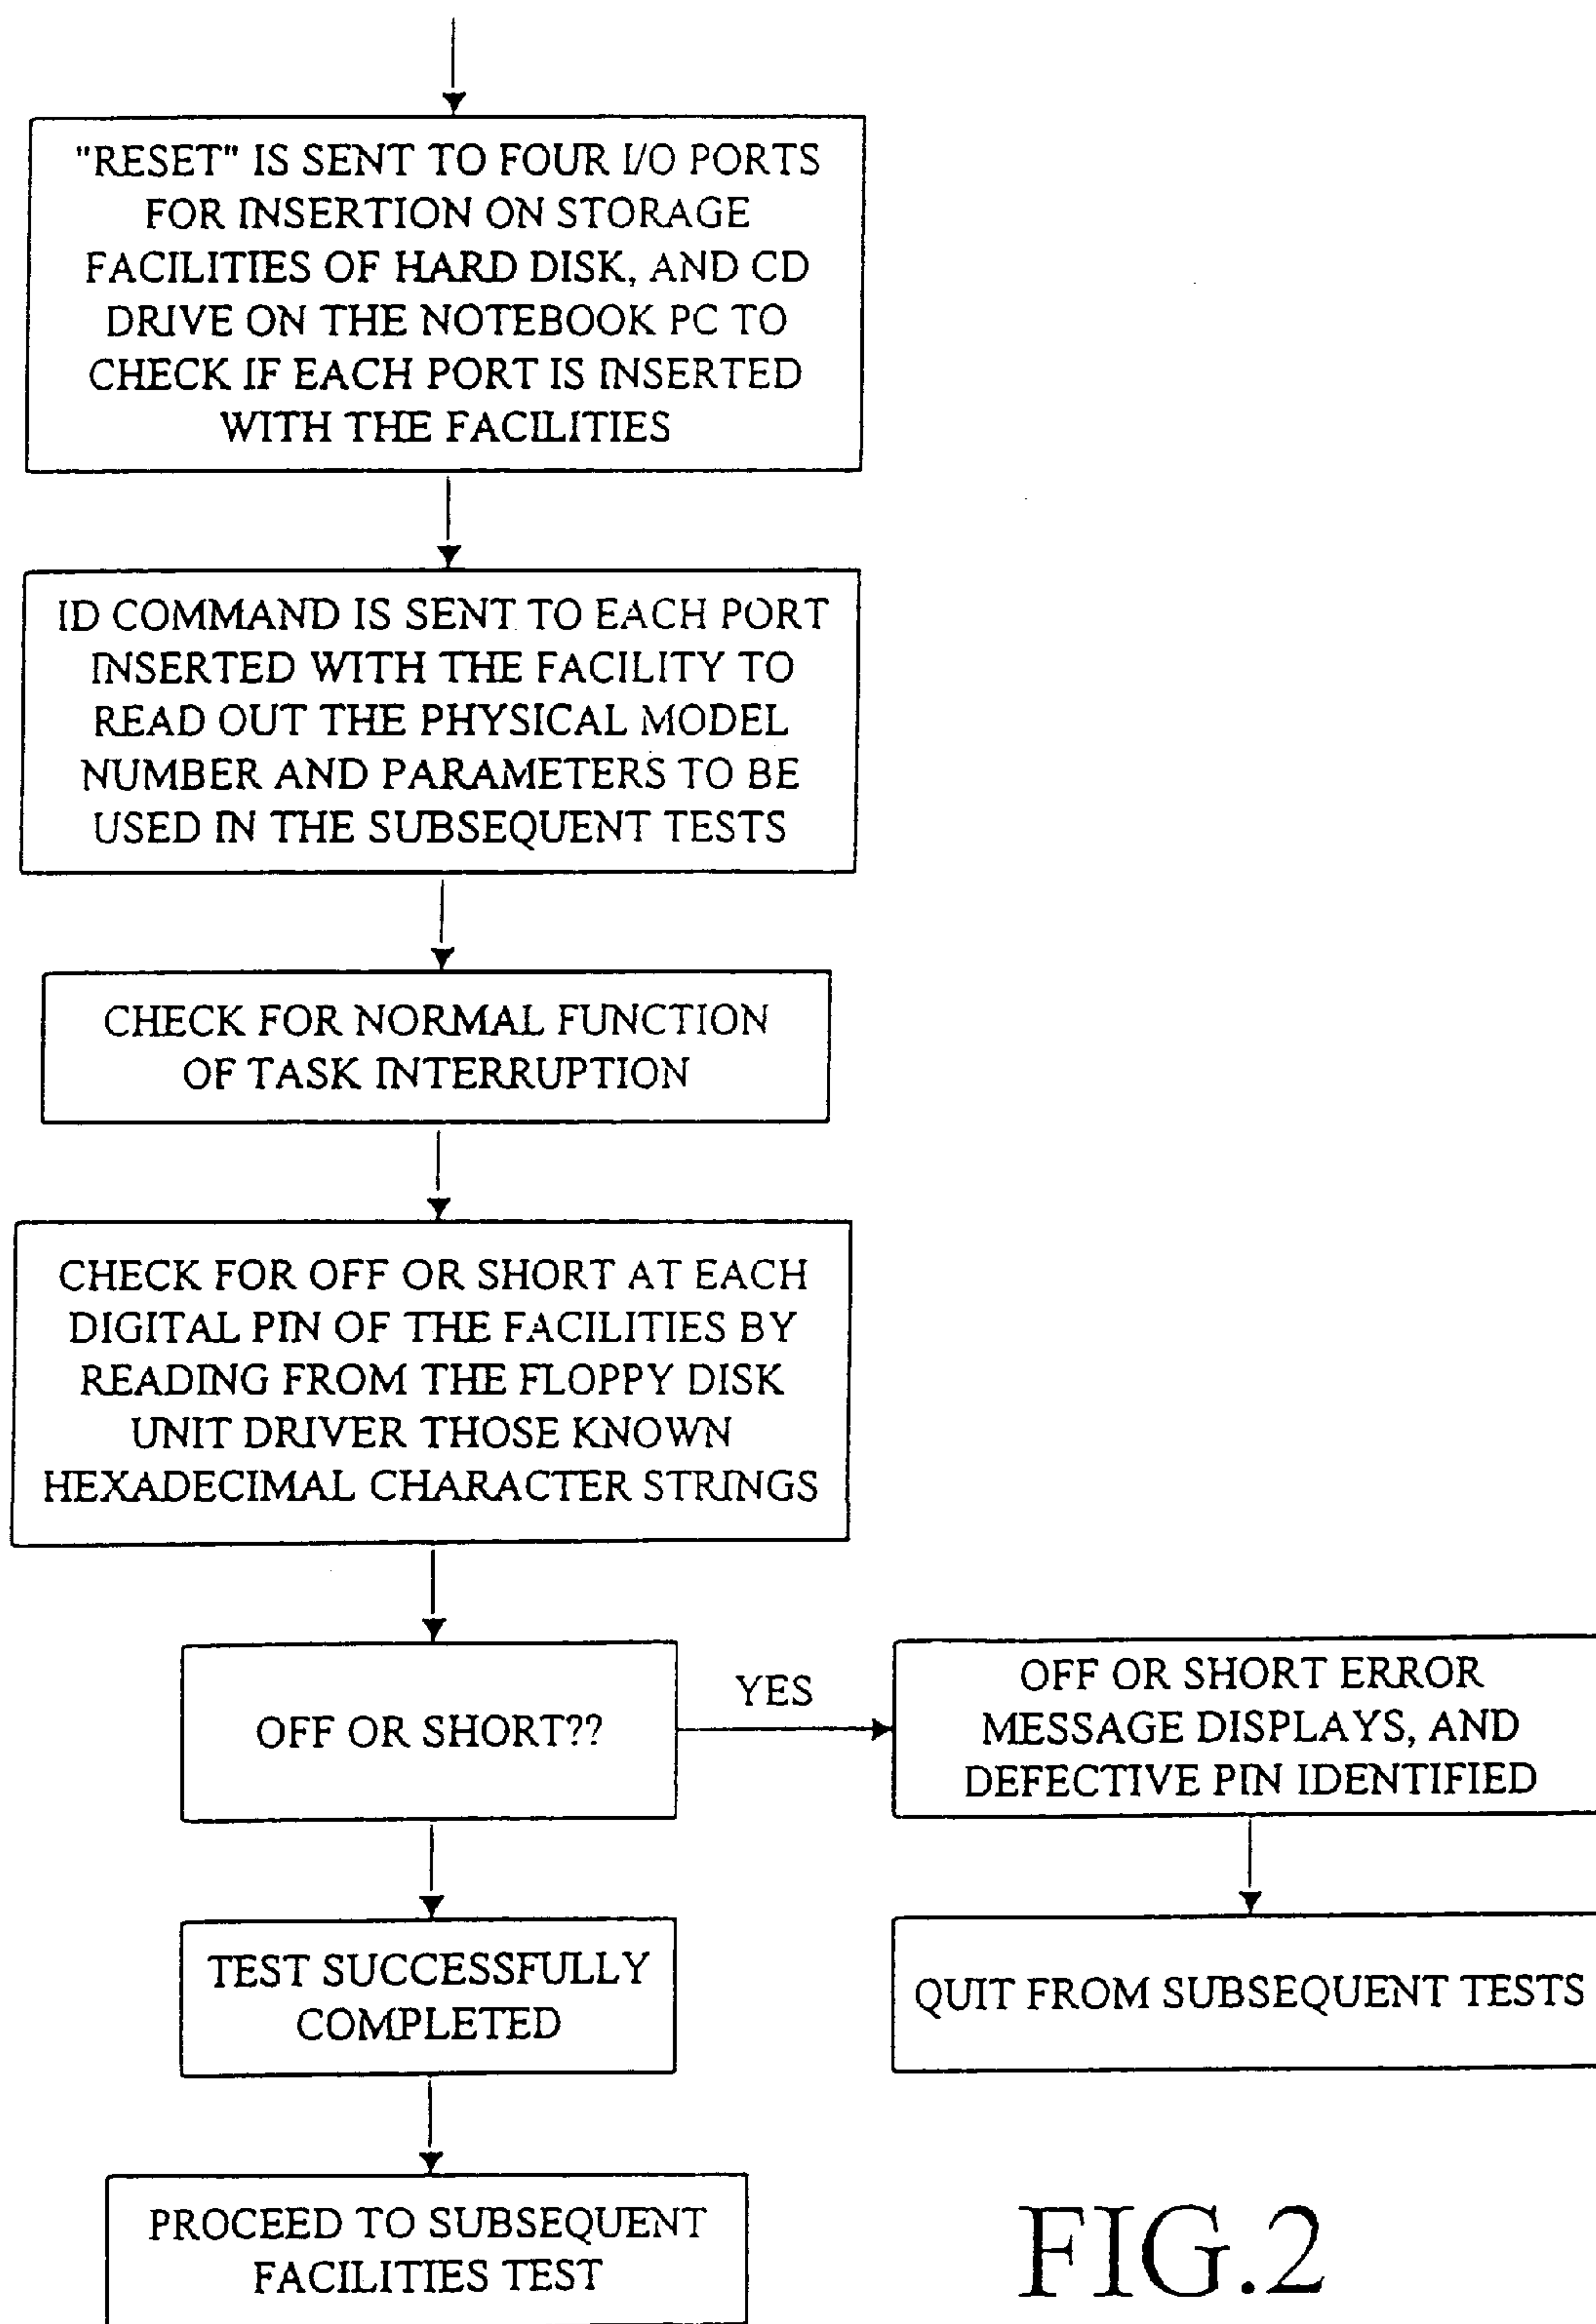 "RESET" IS SENT TO FOUR I/O PORTS
FOR INSERTION ON STORAGE
FACILITIES OF HARD DISK, AND CD
DRIVE ON THE NOTEBOOK PC TO
CHECK IF EACH PORT IS INSERTED
WITH THE FACILITIES
ID COMMAND IS SENT TO EACH PORT
INSERTED WITH THE FACILITY TO
READ OUT THE PHYSICAL MODEL
NUMBER AND PARAMETERS TO BE
USED IN THE SUBSEQUENT TESTS
CHECK FOR NORMAL FUNCTION
OF TASK INTERRUPTION
CHECK FOR OFF OR SHORT AT EACH
DIGITAL PIN OF THE FACILITIES BY
READING FROM THE FLOPPY DISK
UNIT DRIVER THOSE KNOWN
HEXADECIMAL CHARACTER STRINGS
OFF OR SHORT??
YES
OFF OR SHORT ERROR
MESSAGE DISPLAYS, AND
DEFECTIVE PIN IDENTIFIED
TEST SUCCESSFULLY
COMPLETED
QUIT FROM SUBSEQUENT TESTS
PROCEED TO SUBSEQUENT
FACILITIES TEST
FIG.2